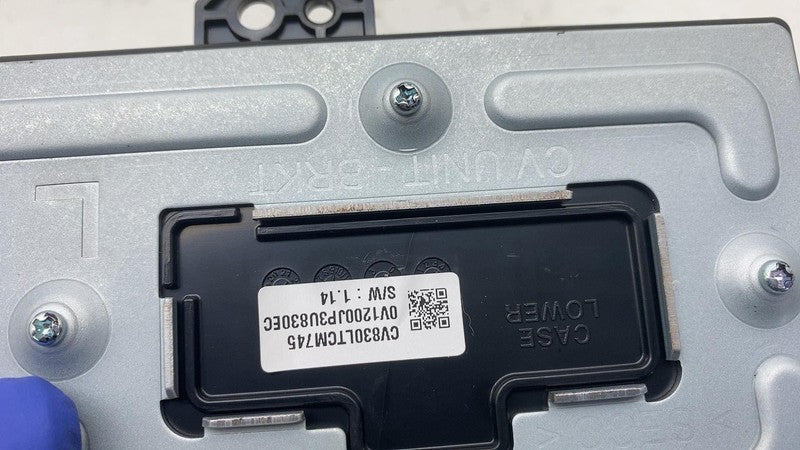 CV UNIT-BRKT
L
CASE
LOWER
CV830LTCM745
0V1200JP3U830EC
S/W : 1.14